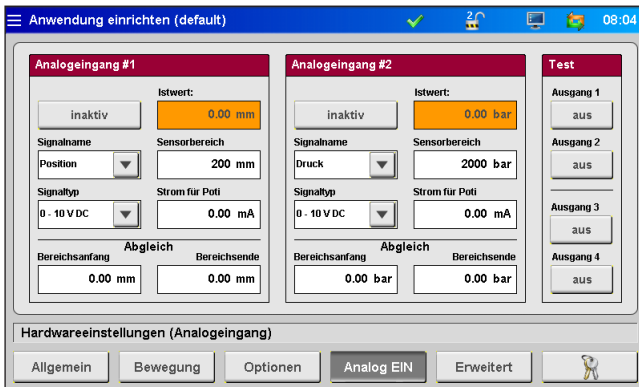 Anwendung einrichten (default)
2
08:04
Analogeingang #1
Istwert:
inaktiv
0.00 mm
Signalname
Sensorbereich
Position
200 mm
Signaltyp
Strom für Poti
0 - 10 V DC
0.00 mA
Abgleich
Bereichsanfang
Bereichsende
0.00 mm
0.00 mm
Analogeingang #2
Istwert:
inaktiv
0.00 bar
Signalname
Sensorbereich
Druck
2000 bar
Signaltyp
Strom für Poti
0 - 10 V DC
0.00 mA
Abgleich
Bereichsanfang
Bereichsende
0.00 bar
0.00 bar
Test
Ausgang 1
aus
Ausgang 2
aus
Ausgang 3
aus
Ausgang 4
aus
Hardwareeinstellungen (Analogeingang)
Allgemein
Bewegung
Optionen
Analog EIN
Erweitert